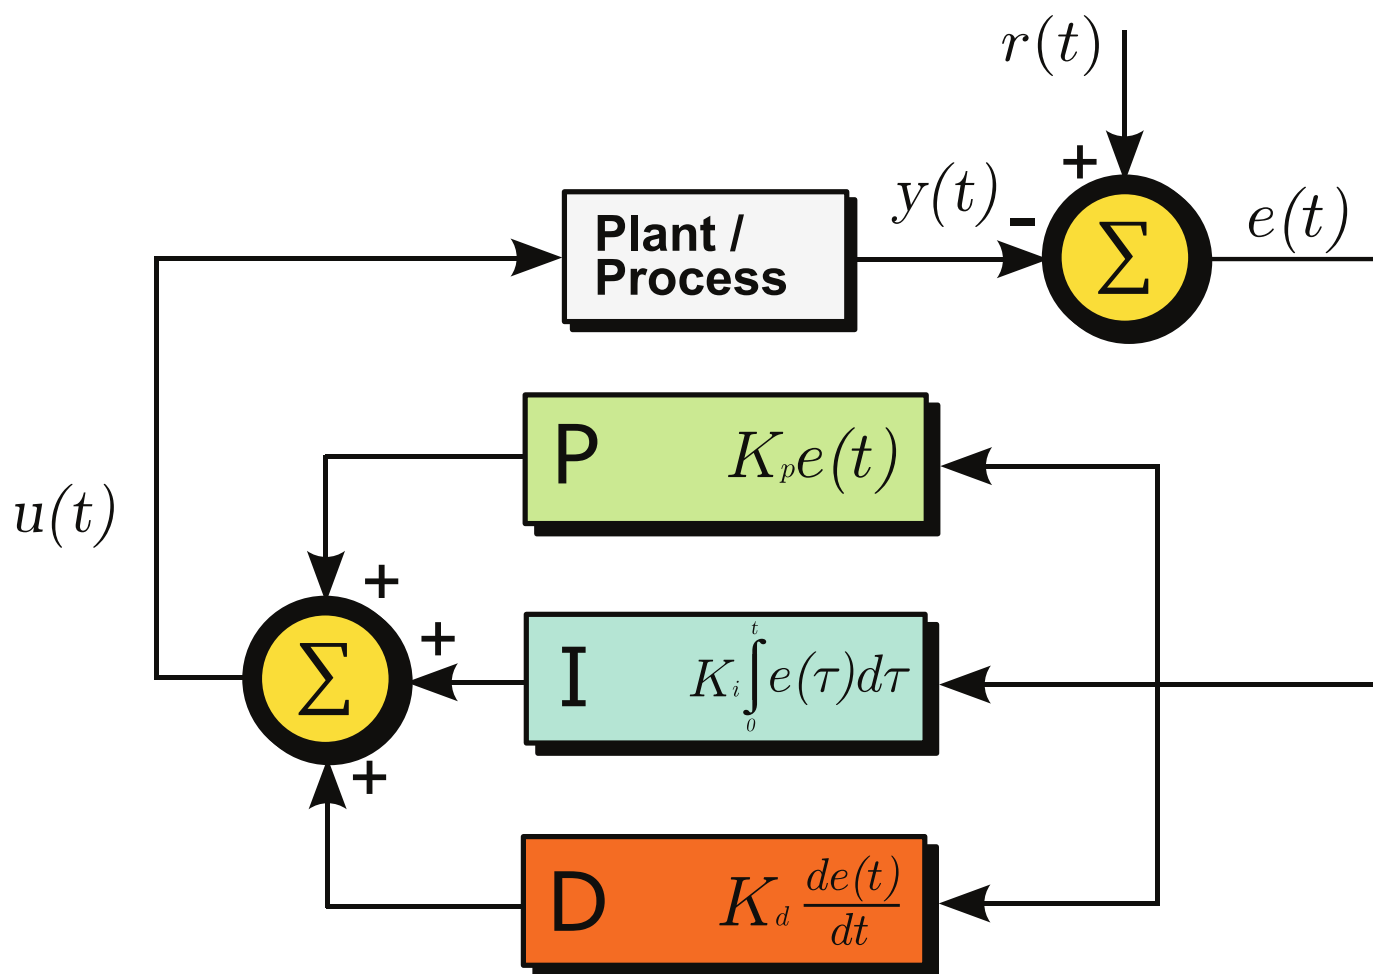 r(t)
+
y(t)
-
Σ
e(t)
Plant /
Process
P K_p e(t)
u(t)
+
+
Σ
I K_i ∫_0^t e(τ)dτ
+
D K_d de(t)/dt